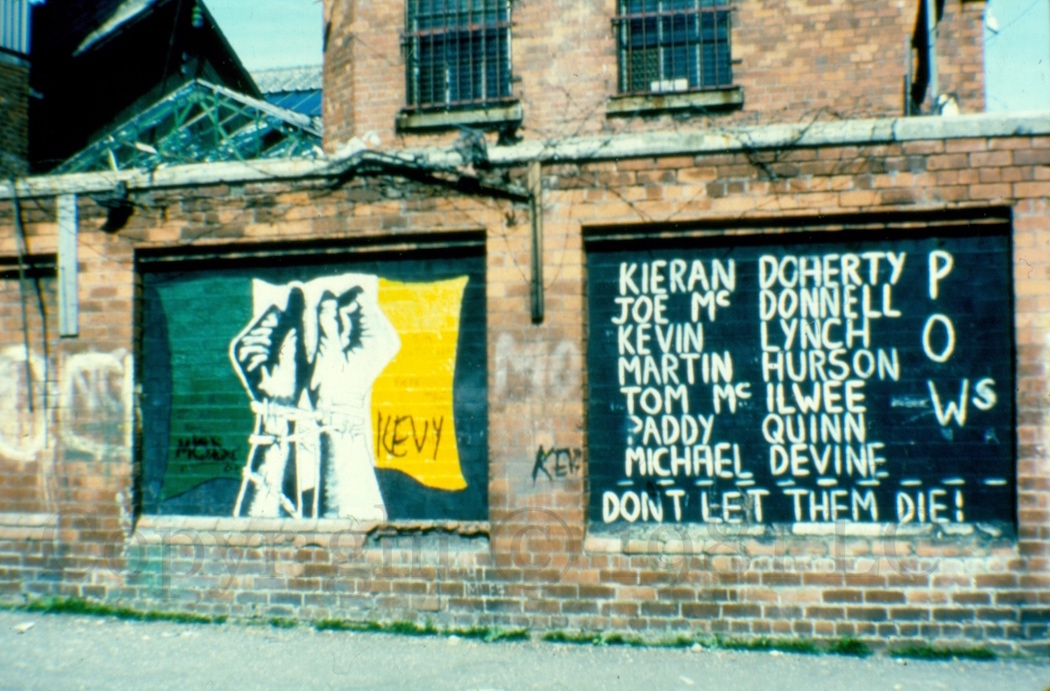 KIERAN DOHERTY
JOE Mc DONNELL
KEVIN LYNCH
MARTIN HURSON
TOM Mc ILWEE
PADDY QUINN
MICHAEL DEVINE
P
O
Ws
DON'T LET THEM DIE!
KEVY
KEV